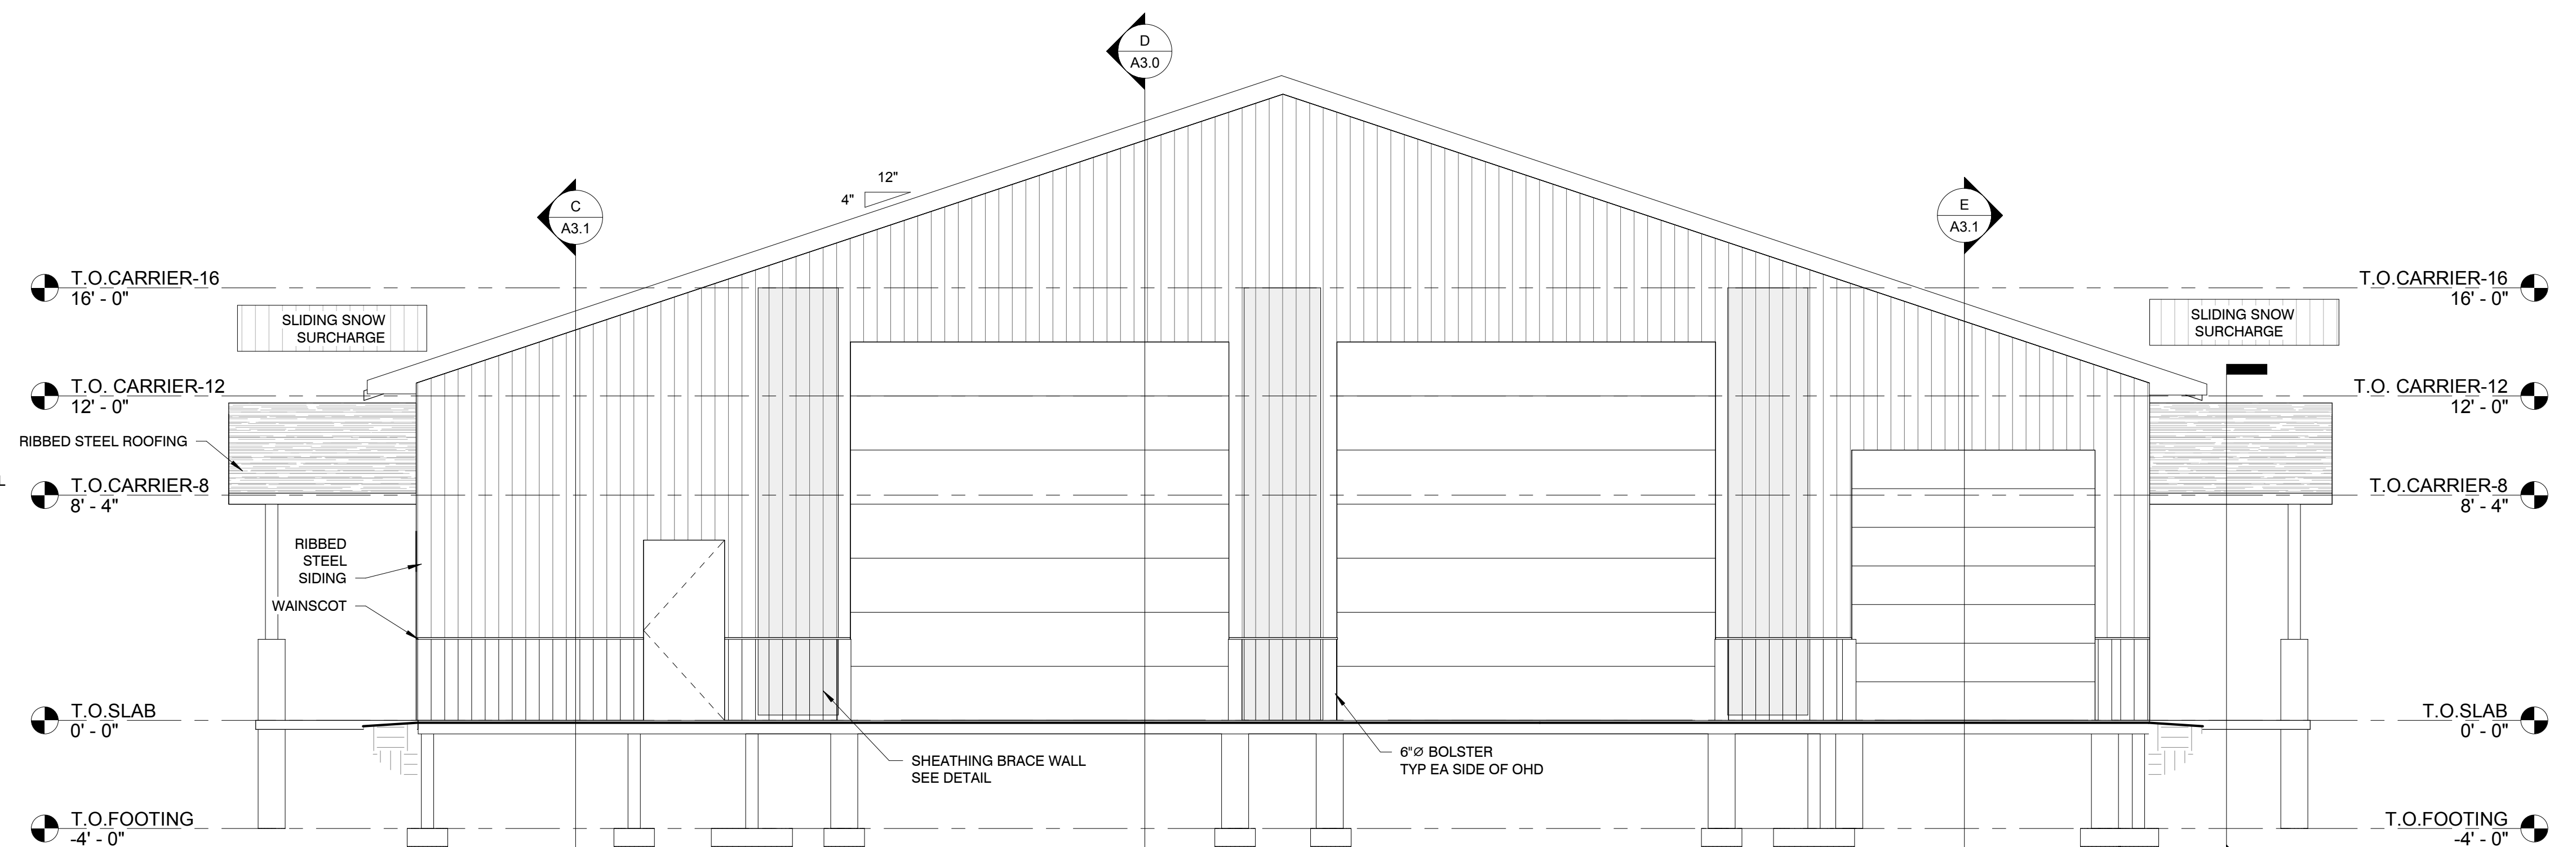 D
A3.0
12"
4"
C
A3.1
E
A3.1
T.O.CARRIER-16
16' - 0"
T.O.CARRIER-16
16' - 0"
SLIDING SNOW
SURCHARGE
SLIDING SNOW
SURCHARGE
T.O. CARRIER-12
12' - 0"
T.O. CARRIER-12
12' - 0"
RIBBED STEEL ROOFING
T.O.CARRIER-8
8' - 4"
T.O.CARRIER-8
8' - 4"
RIBBED
STEEL
SIDING
WAINSCOT
T.O.SLAB
0' - 0"
T.O.SLAB
0' - 0"
SHEATHING BRACE WALL
SEE DETAIL
6"Ø BOLSTER
TYP EA SIDE OF OHD
T.O.FOOTING
-4' - 0"
T.O.FOOTING
-4' - 0"